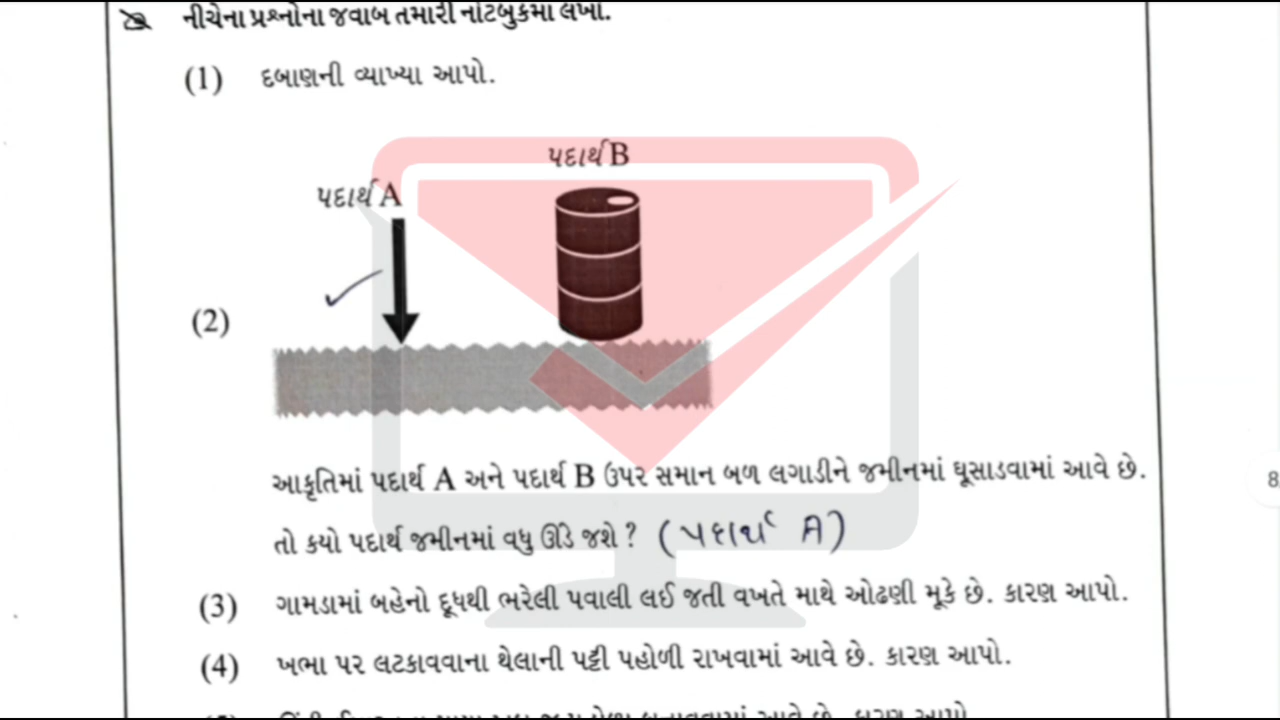 નીચેના પ્રશ્નોના જવાબ તમારી નોટબુકમાં લખો.
(1) દબાણની વ્યાખ્યા આપો.
પદાર્થ B
પદાર્થ A
(2)
આકૃતિમાં પદાર્થ A અને પદાર્થ B ઉપર સમાન બળ લગાડીને જમીનમાં ઘૂસાડવામાં આવે છે.
તો કયો પદાર્થ જમીનમાં વધુ ઊંડે જશે ? (પદાર્થ A)
(3) ગામડામાં બહેનો દૂધથી ભરેલી પવાલી લઈ જતી વખતે માથે ઓઢણી મૂકે છે. કારણ આપો.
(4) ખભા પર લટકાવવાના થેલાની પટ્ટી પહોળી રાખવામાં આવે છે. કારણ આપો.